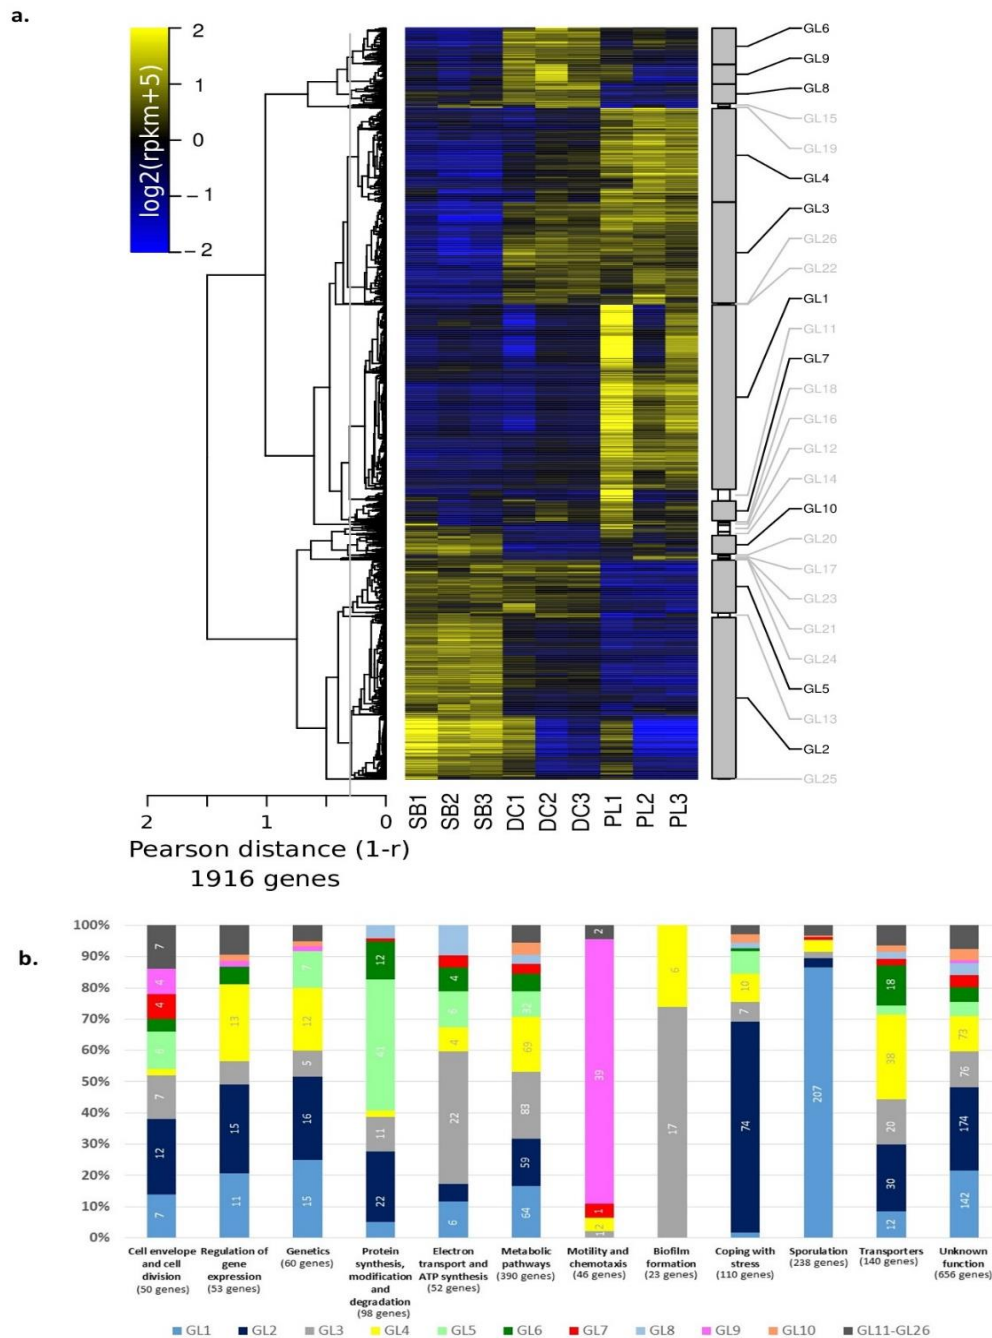 a.
2
1
0
−1
−2
log2(rpkm+5)
GL6
GL9
GL8
GL15
GL19
GL4
GL3
GL26
GL22
GL1
GL11
GL7
GL18
GL16
GL12
GL14
GL10
GL20
GL17
GL23
GL21
GL24
GL5
GL13
GL2
GL25
SB1 SB2 SB3 DC1 DC2 DC3 PL1 PL2 PL3
2 1 0
Pearson distance (1-r)
1916 genes
b.
100%
90%
80%
70%
60%
50%
40%
30%
20%
10%
0%
7 4 4 6 7 12 7
13 15 11
7 12 5 16 15
12 41 11 22
4 6 4 22 6
32 69 83 59 64
2 39 1 2 1
6 17
10 7 74
207
18 38 20 30 12
73 76 174 142
Cell envelope and cell division (50 genes)
Regulation of gene expression (53 genes)
Genetics (60 genes)
Protein synthesis, modification and degradation (98 genes)
Electron transport and ATP synthesis (52 genes)
Metabolic pathways (390 genes)
Motility and chemotaxis (46 genes)
Biofilm formation (23 genes)
Coping with stress (110 genes)
Sporulation (238 genes)
Transporters (140 genes)
Unknown function (656 genes)
GL1 GL2 GL3 GL4 GL5 GL6 GL7 GL8 GL9 GL10 GL11-GL26